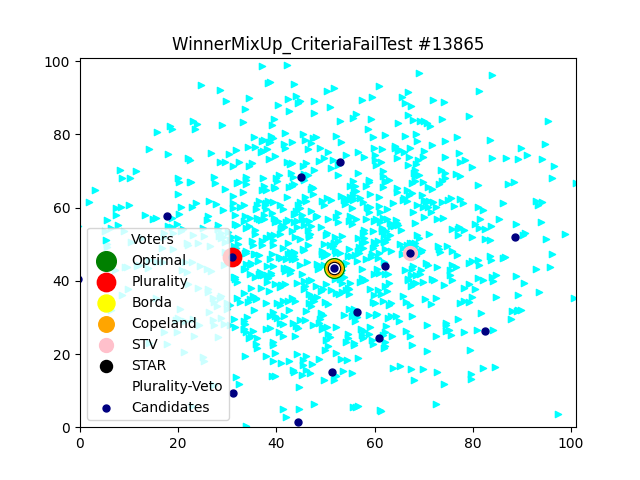 WinnerMixUp_CriteriaFailTest #13865
100
80
60
40
20
0
Voters
Optimal
Plurality
Borda
Copeland
STV
STAR
Plurality-Veto
Candidates
0 20 40 60 80 100